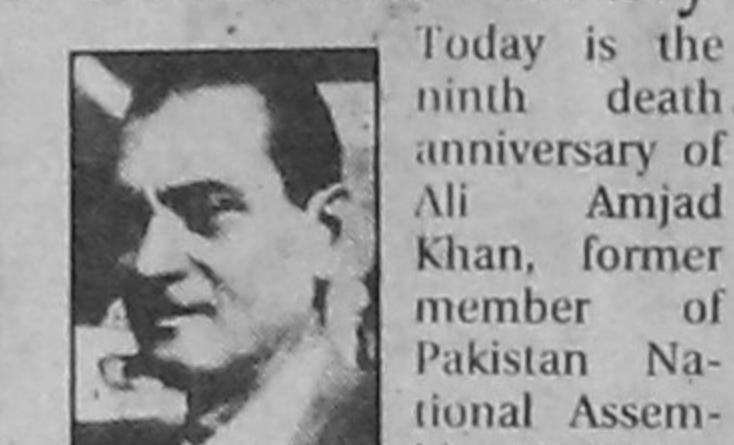 Today is the
ninth death
anniversary of
Ali Amjad
Khan, former
member of
Pakistan Na-
tional Assem-